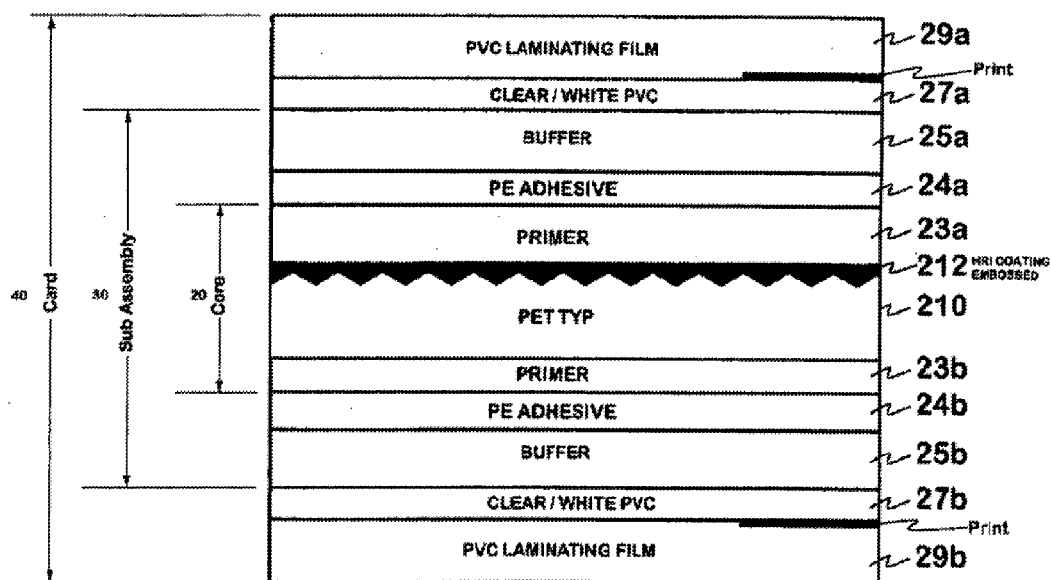 PVC LAMINATING FILM
29a
Print
CLEAR / WHITE PVC
27a
BUFFER
25a
PE ADHESIVE
24a
PRIMER
23a
212 HRI COATING
EMBOSSED
PET TYP
210
PRIMER
23b
PE ADHESIVE
24b
BUFFER
25b
CLEAR / WHITE PVC
27b
Print
PVC LAMINATING FILM
29b
40 Card
30 Sub Assembly
20 Core